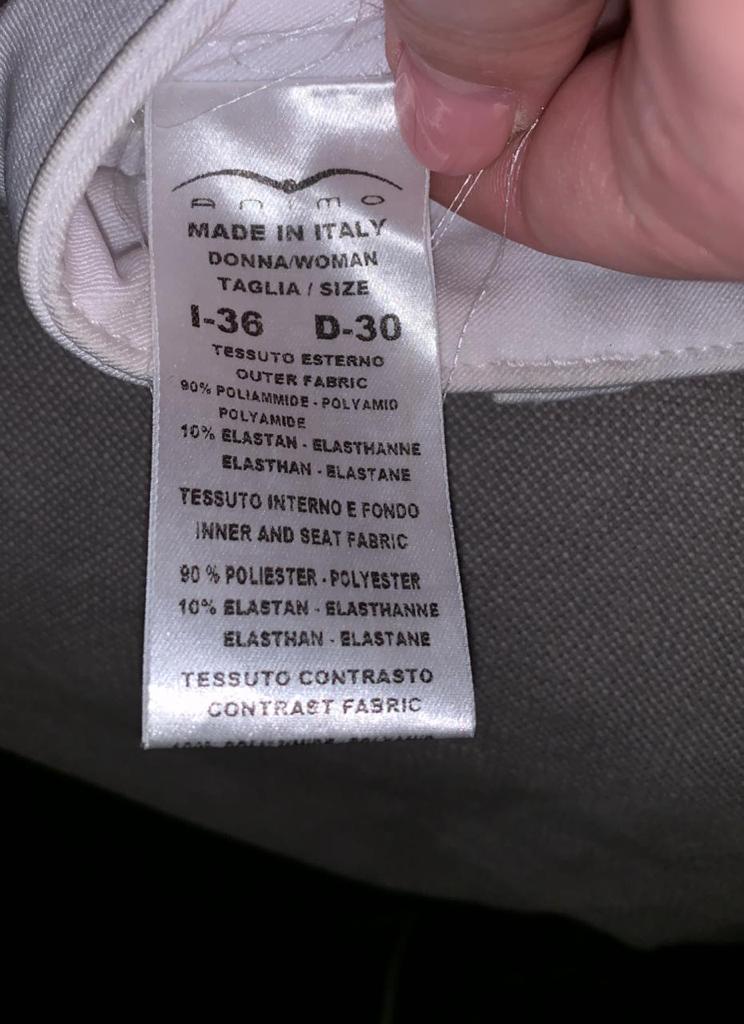 animo
MADE IN ITALY
DONNA/WOMAN
TAGLIA / SIZE
I-36 D-30
TESSUTO ESTERNO
OUTER FABRIC
90% POLIAMMIDE - POLYAMID
POLYAMIDE
10% ELASTAN - ELASTHANNE
ELASTHAN - ELASTANE
TESSUTO INTERNO E FONDO
INNER AND SEAT FABRIC
90 % POLIESTER - POLYESTER
10% ELASTAN - ELASTHANNE
ELASTHAN - ELASTANE
TESSUTO CONTRASTO
CONTRAST FABRIC